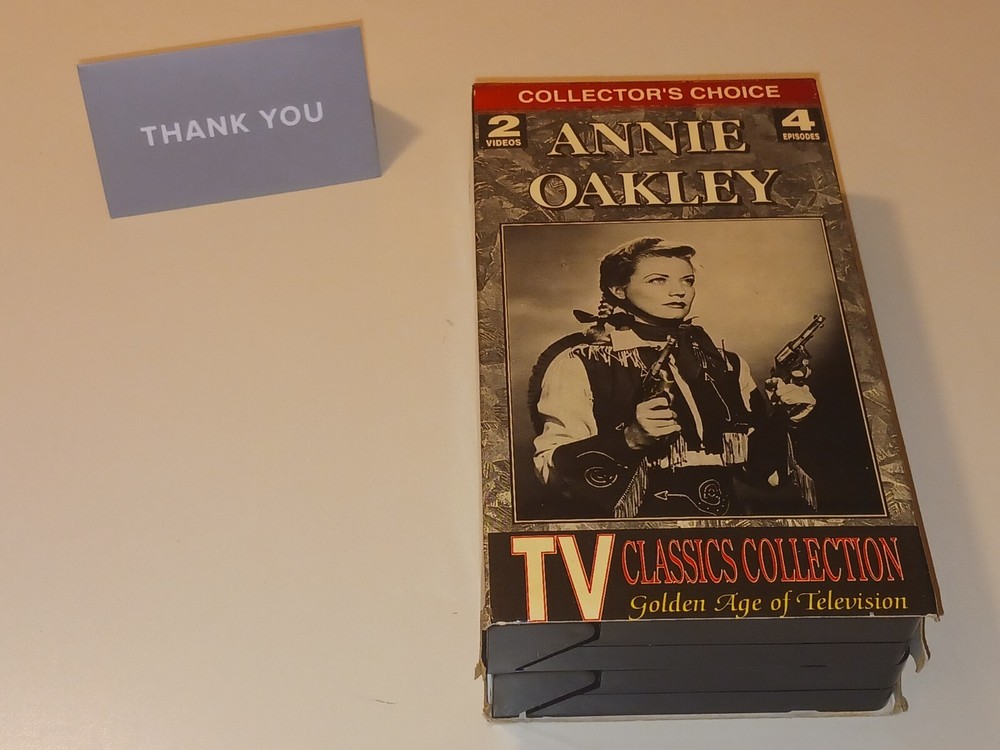 THANK YOU
COLLECTOR'S CHOICE
2
VIDEOS
4
EPISODES
ANNIE
OAKLEY
TV CLASSICS COLLECTION
Golden Age of Television